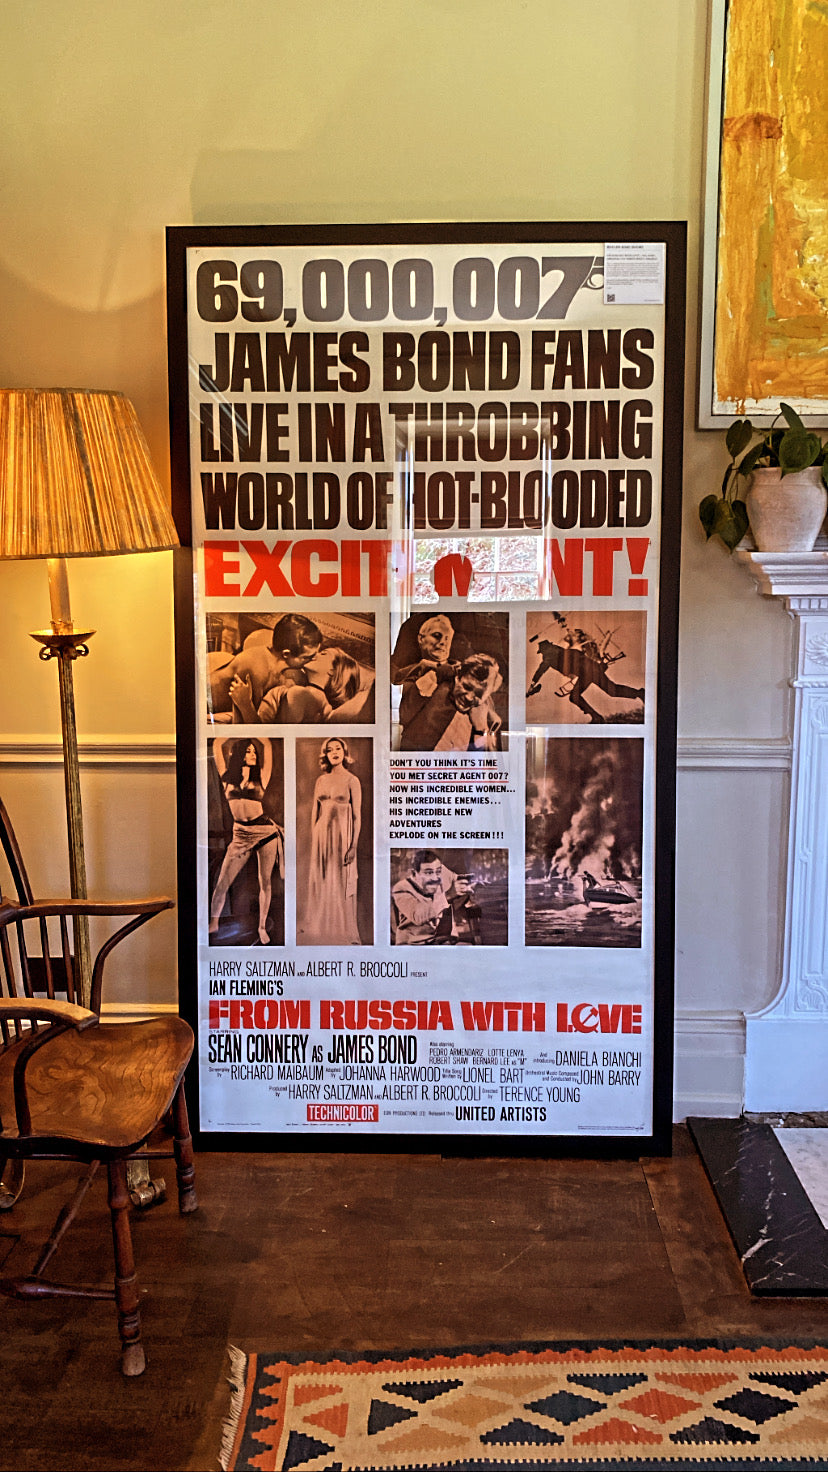 69,000,007
JAMES BOND FANS
LIVE IN A THROBBING
WORLD OF HOT-BLOODED
EXCITEMENT!
DON'T YOU THINK IT'S TIME
YOU MET SECRET AGENT 007?
NOW HIS INCREDIBLE WOMEN...
HIS INCREDIBLE ENEMIES...
HIS INCREDIBLE NEW
ADVENTURES
EXPLODE ON THE SCREEN!!!
HARRY SALTZMAN AND ALBERT R. BROCCOLI PRESENT
IAN FLEMING'S
FROM RUSSIA WITH LOVE
STARRING
SEAN CONNERY AS JAMES BOND
Also starring
PEDRO ARMENDARIZ LOTTE LENYA
ROBERT SHAW BERNARD LEE as "M"
And introducing DANIELA BIANCHI
Screenplay by RICHARD MAIBAUM Adapted by JOHANNA HARWOOD Title Song Written by LIONEL BART Orchestral Music Composed and Conducted by JOHN BARRY
Produced by HARRY SALTZMAN AND ALBERT R. BROCCOLI Directed by TERENCE YOUNG
TECHNICOLOR EON PRODUCTIONS LTD. Released thru UNITED ARTISTS